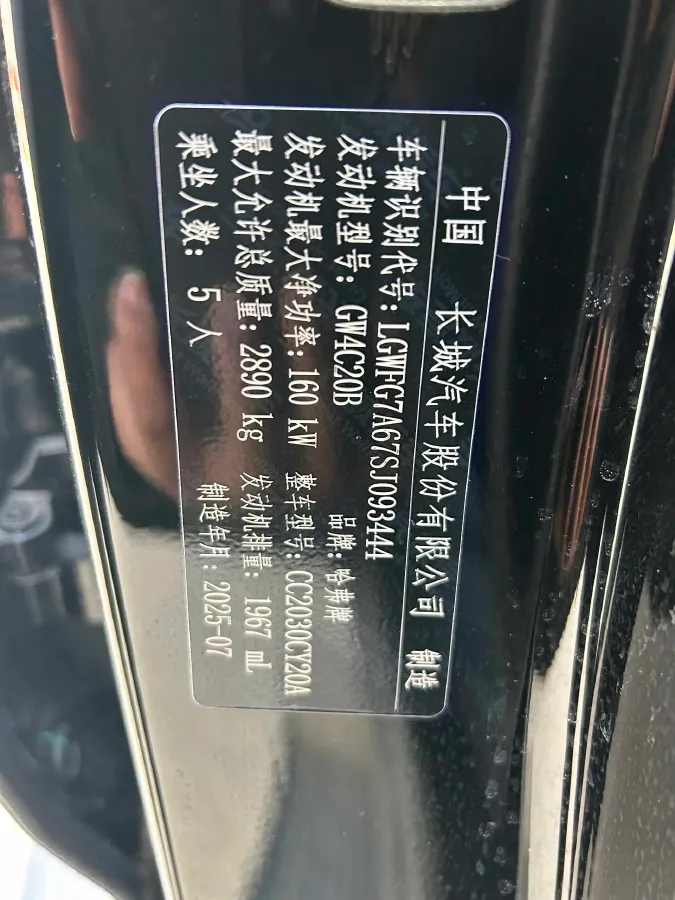 中国 长城汽车股份有限公司 制造
车辆识别代号:LGWFG7A67SJ093444
发动机型号: GW4C20B 品牌:哈弗牌
发动机最大净功率:160 kW 整车型号:CC2030CY20A
最大允许总质量:2890 kg 发动机排量: 1967 mL
乘坐人数: 5 人 制造年月:2025-07